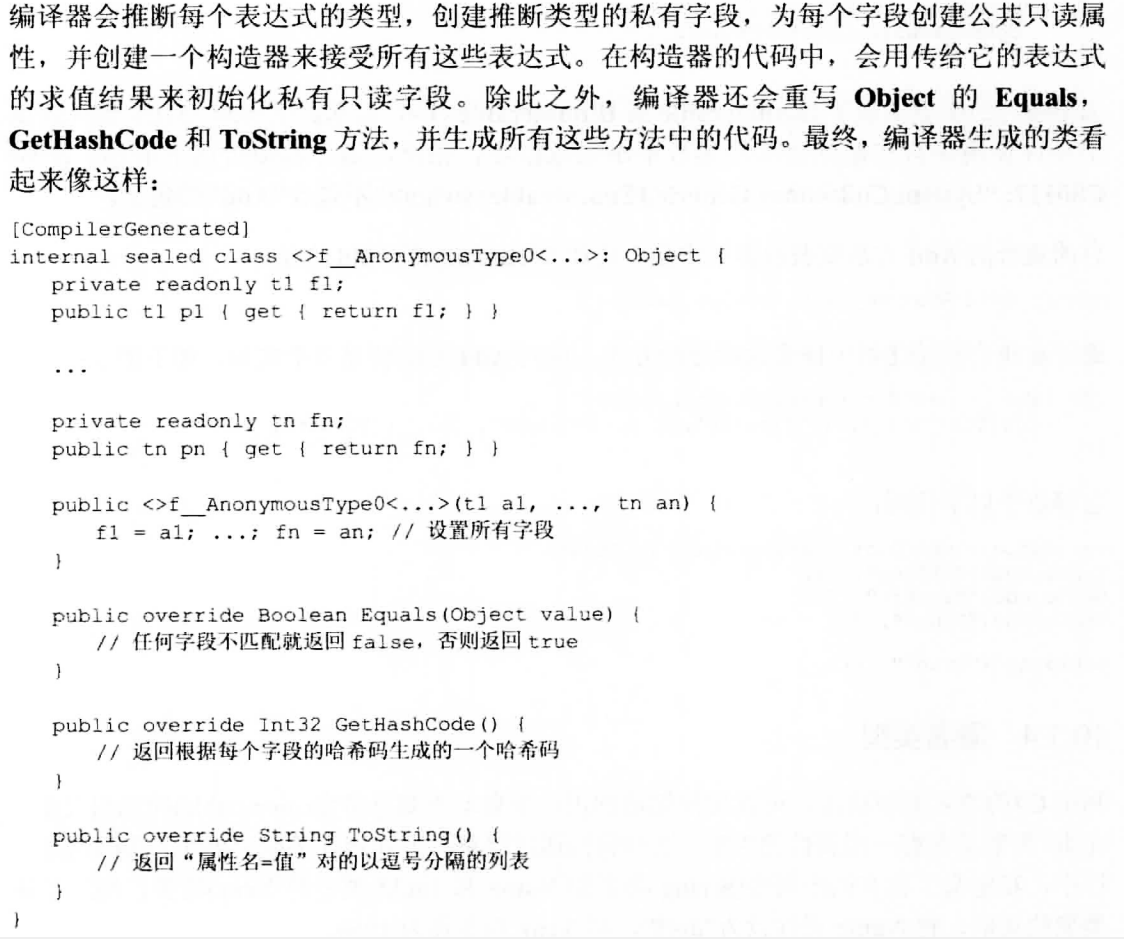 编译器会推断每个表达式的类型，创建推断类型的私有字段，为每个字段创建公共只读属
性，并创建一个构造器来接受所有这些表达式。在构造器的代码中，会用传给它的表达式
的求值结果来初始化私有只读字段。除此之外，编译器还会重写 Object 的 Equals，
GetHashCode 和 ToString 方法，并生成所有这些方法中的代码。最终，编译器生成的类看
起来像这样：
[CompilerGenerated]
internal sealed class <>f__AnonymousType0<...>: Object {
private readonly t1 f1;
public t1 p1 { get { return f1; } }
...
private readonly tn fn;
public tn pn { get { return fn; } }
public <>f__AnonymousType0<...>(t1 a1, ..., tn an) {
f1 = a1; ...; fn = an; // 设置所有字段
}
public override Boolean Equals(Object value) {
// 任何字段不匹配就返回 false，否则返回 true
}
public override Int32 GetHashCode() {
// 返回根据每个字段的哈希码生成的一个哈希码
}
public override String ToString() {
// 返回“属性名=值”对的以逗号分隔的列表
}
}